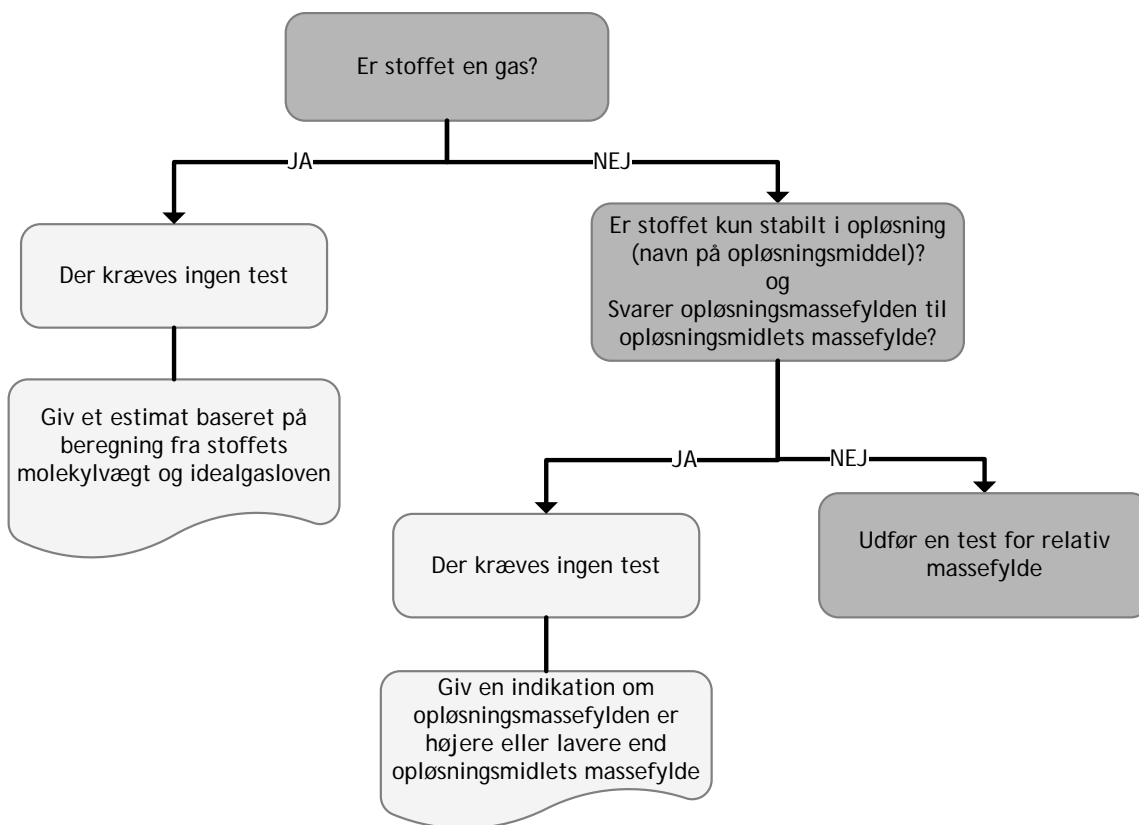 Er stoffet en gas?
JA
NEJ
Der kræves ingen test
Er stoffet kun stabilt i opløsning
(navn på opløsningsmiddel)?
og
Svarer opløsningsmassefylden til
opløsningsmidlets massefylde?
Giv et estimat baseret på
beregning fra stoffets
molekylvægt og idealgasloven
JA
NEJ
Der kræves ingen test
Udfør en test for relativ
massefylde
Giv en indikation om
opløsningsmassefylden er
højere eller lavere end
opløsningsmidlets massefylde